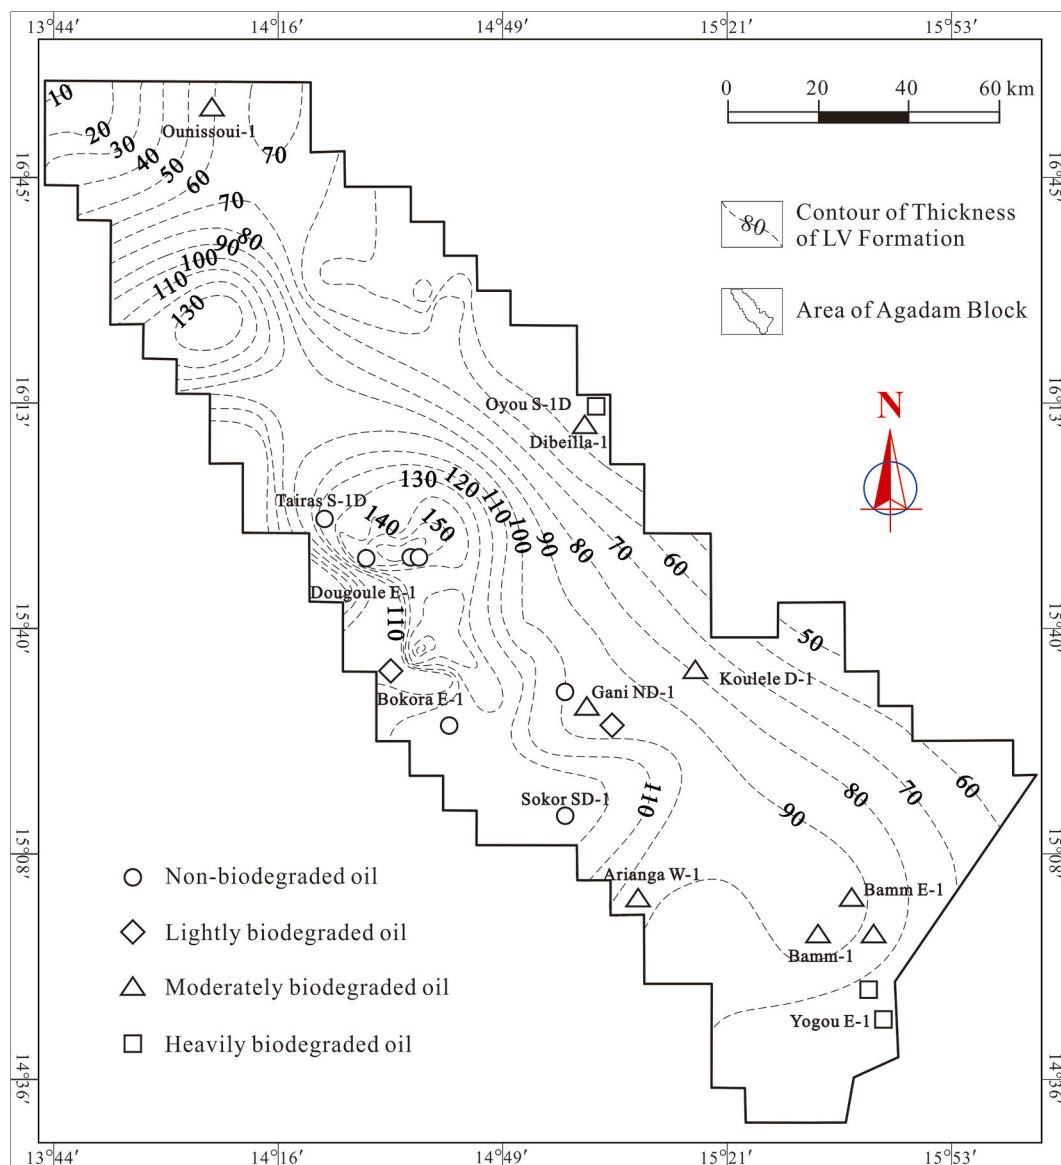 13°44′ 14°16′ 14°49′ 15°21′ 15°53′
0 20 40 60 km
10
20
30
40
50
60
70
Ounissoui-1
70
16°45′ 16°45′
80
Contour of Thickness
of LV Formation
80
90
100
110
130
Area of Agadam Block
N
16°13′ 16°13′
Oyou S-1D
Dibeilla-1
130
120
110
100
90
80
70
60
Tairas S-1D
140
150
Dougoule E-1
110
15°40′ 15°40′
50
Koulele D-1
Gani ND-1
Bokora E-1
60
70
80
90
110
Sokor SD-1
15°08′ 15°08′
Arianga W-1
Bamm E-1
Bamm-1
Yogou E-1
Non-biodegraded oil
Lightly biodegraded oil
Moderately biodegraded oil
Heavily biodegraded oil
14°36′ 14°36′
13°44′ 14°16′ 14°49′ 15°21′ 15°53′